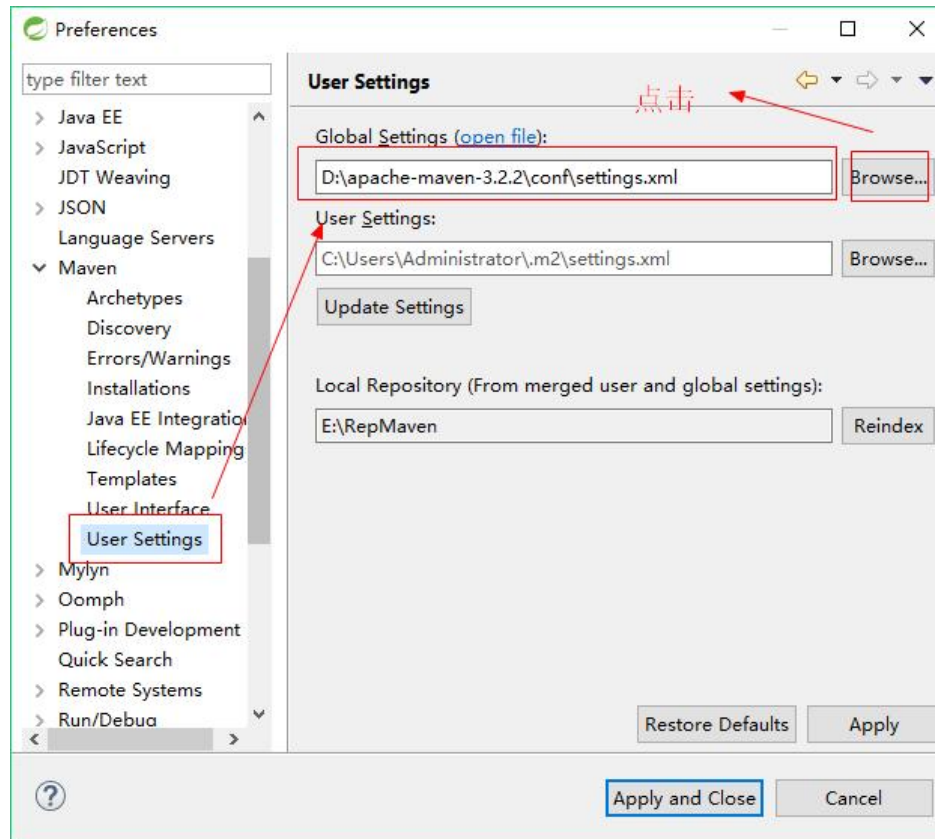 Preferences
type filter text
Java EE
JavaScript
JDT Weaving
JSON
Language Servers
Maven
Archetypes
Discovery
Errors/Warnings
Installations
Java EE Integratio
Lifecycle Mapping
Templates
User Interface
User Settings
Mylyn
Oomph
Plug-in Development
Quick Search
Remote Systems
Run/Debug
User Settings
点击
Global Settings (open file):
D:\apache-maven-3.2.2\conf\settings.xml
Browse...
User Settings:
C:\Users\Administrator\.m2\settings.xml
Browse...
Update Settings
Local Repository (From merged user and global settings):
E:\RepMaven
Reindex
Restore Defaults
Apply
?
Apply and Close
Cancel